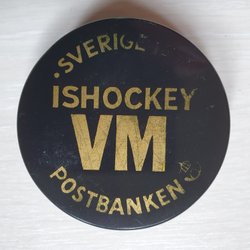 .SVERIGE
ISHOCKEY
VM
POSTBANKEN